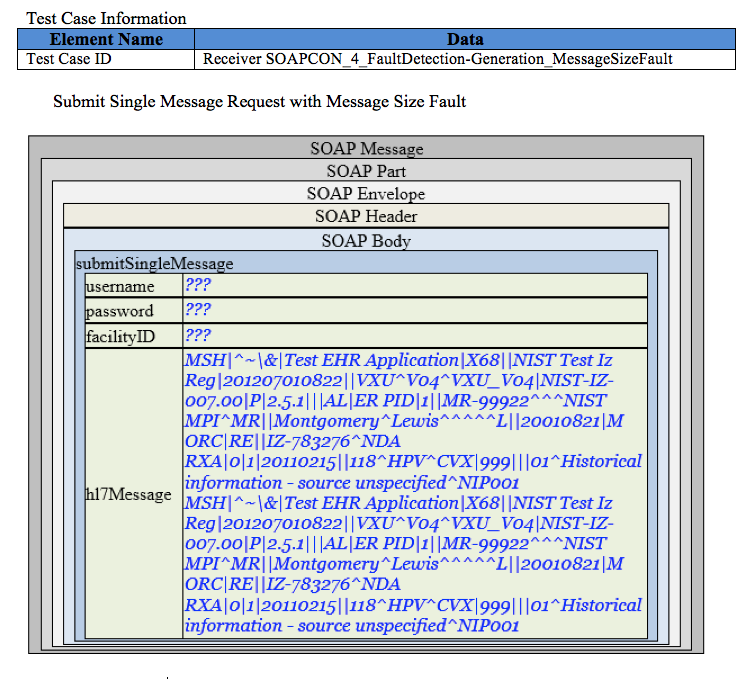 Test Case Information
Element Name Data
Test Case ID Receiver SOAPCON_4_FaultDetection-Generation_MessageSizeFault
Submit Single Message Request with Message Size Fault
SOAP Message
SOAP Part
SOAP Envelope
SOAP Header
SOAP Body
submitSingleMessage
username ???
password ???
facilityID ???
hl7Message
MSH|^~\&|Test EHR Application|X68||NIST Test Iz
Reg|201207010822||VXU^V04^VXU_V04|NIST-IZ-
007.00|P|2.5.1|||AL|ER PID|1||MR-99922^^^NIST
MPI^MR||Montgomery^Lewis^^^^^L||20010821|M
ORC|RE||IZ-783276^NDA
RXA|0|1|20110215||118^HPV^CVX|999|||01^Historical
information - source unspecified^NIP001
MSH|^~\&|Test EHR Application|X68||NIST Test Iz
Reg|201207010822||VXU^V04^VXU_V04|NIST-IZ-
007.00|P|2.5.1|||AL|ER PID|1||MR-99922^^^NIST
MPI^MR||Montgomery^Lewis^^^^^L||20010821|M
ORC|RE||IZ-783276^NDA
RXA|0|1|20110215||118^HPV^CVX|999|||01^Historical
information - source unspecified^NIP001